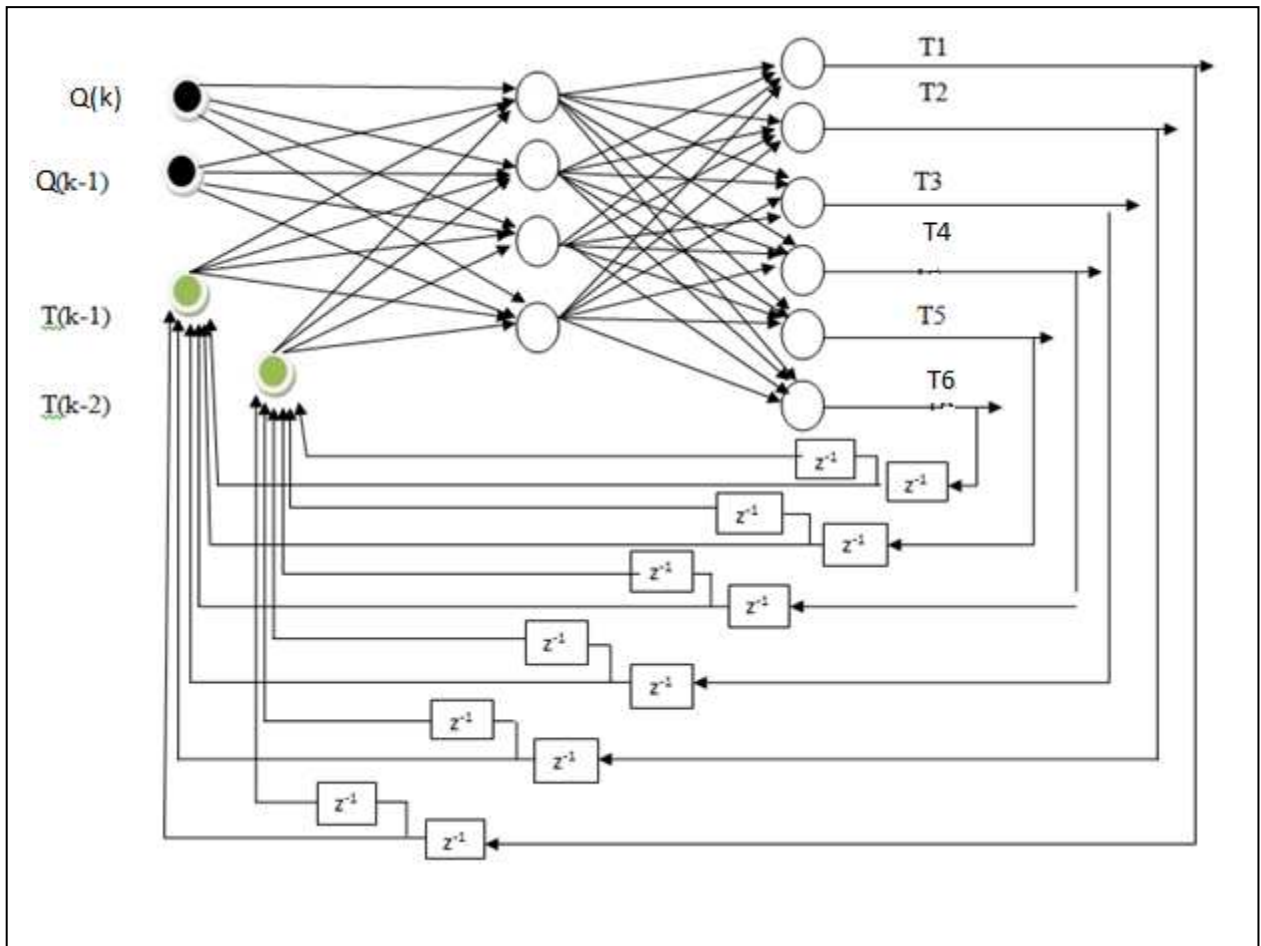 T1
Q(k)
T2
Q(k-1)
T3
T4
T(k-1)
T5
T6
T(k-2)
z⁻¹
z⁻¹
z⁻¹
z⁻¹
z⁻¹
z⁻¹
z⁻¹
z⁻¹
z⁻¹
z⁻¹
z⁻¹
z⁻¹